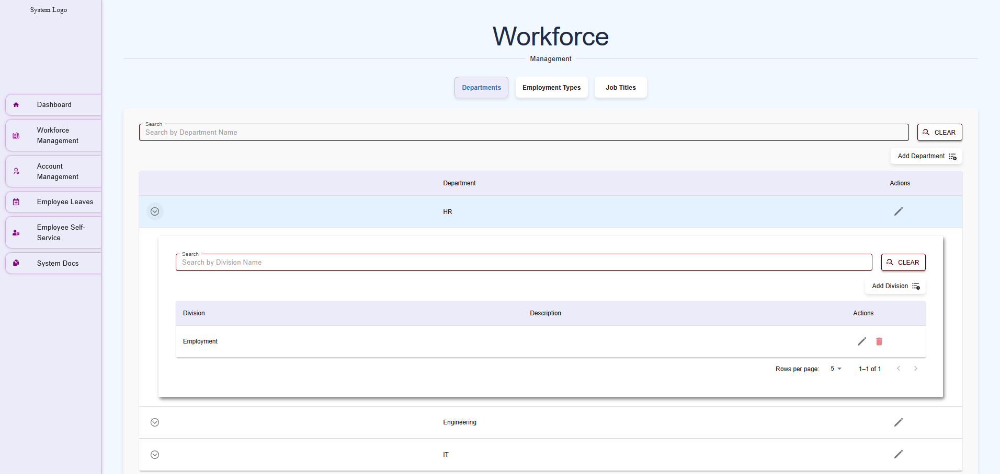 System Logo
Dashboard
Workforce
Management
Account
Management
Employee Leaves
Employee Self-
Service
System Docs
Workforce
Management
Departments
Employment Types
Job Titles
Search
Search by Department Name
CLEAR
Add Department
Department Actions
HR
Search
Search by Division Name
CLEAR
Add Division
Division Description Actions
Employment
Rows per page: 5 1–1 of 1
Engineering
IT